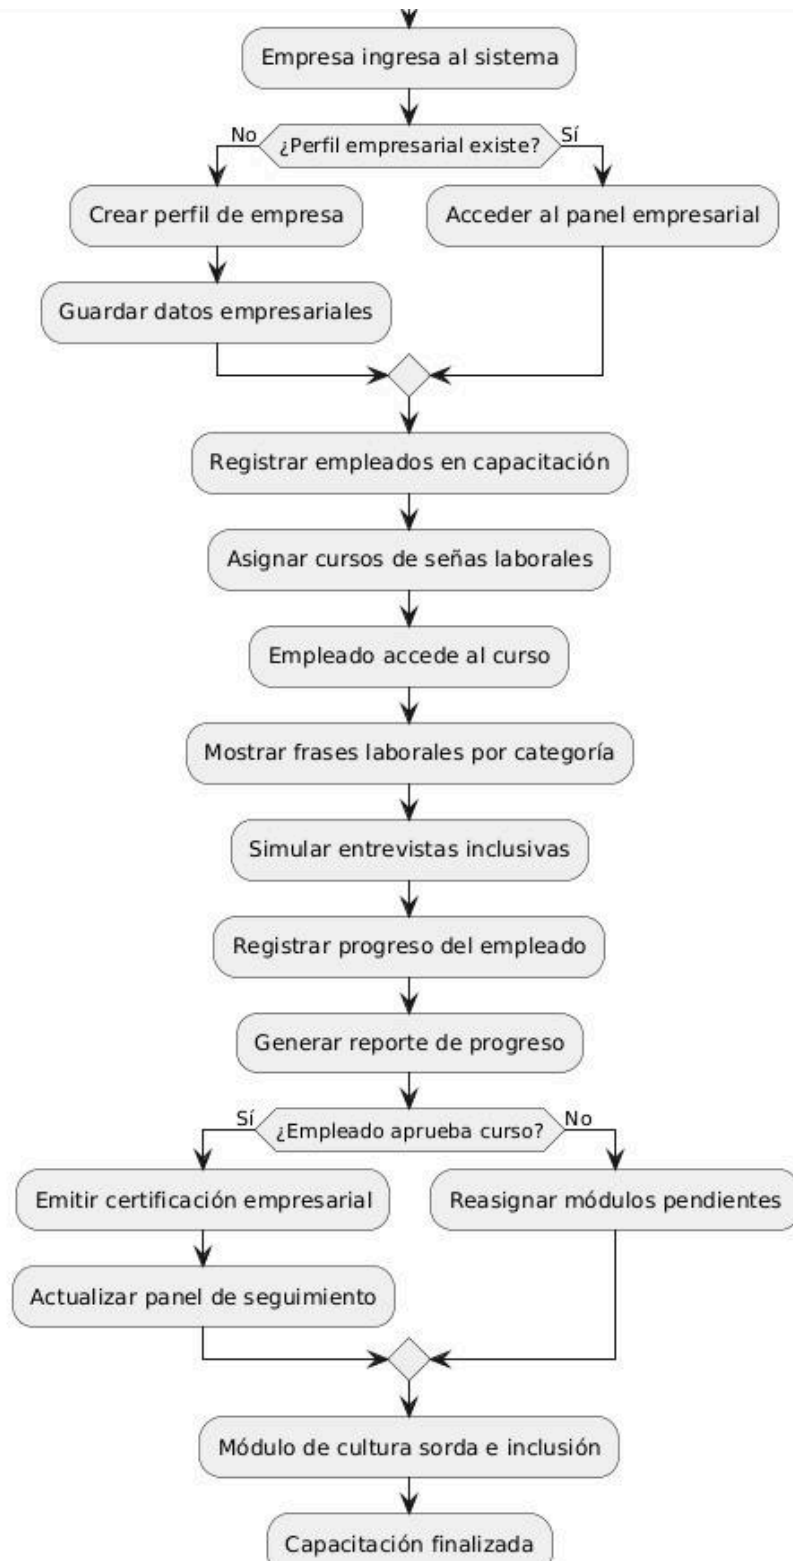 Empresa ingresa al sistema
No
¿Perfil empresarial existe?
Sí
Crear perfil de empresa
Acceder al panel empresarial
Guardar datos empresariales
Registrar empleados en capacitación
Asignar cursos de señas laborales
Empleado accede al curso
Mostrar frases laborales por categoría
Simular entrevistas inclusivas
Registrar progreso del empleado
Generar reporte de progreso
Sí
¿Empleado aprueba curso?
No
Emitir certificación empresarial
Reasignar módulos pendientes
Actualizar panel de seguimiento
Módulo de cultura sorda e inclusión
Capacitación finalizada